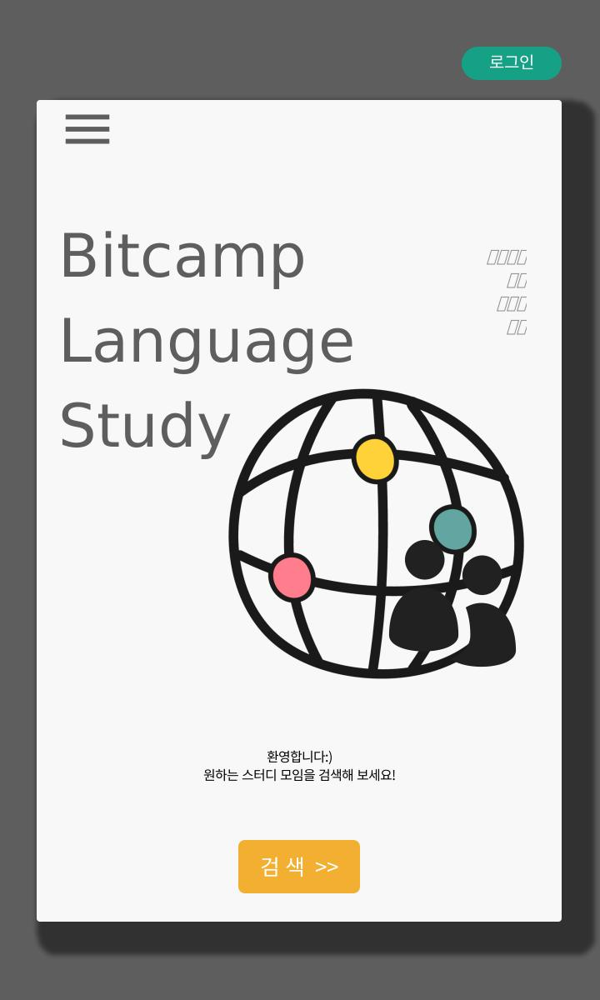 로그인
Bitcamp
Language
Study
환영합니다:)
원하는 스터디 모임을 검색해 보세요!
검 색 >>